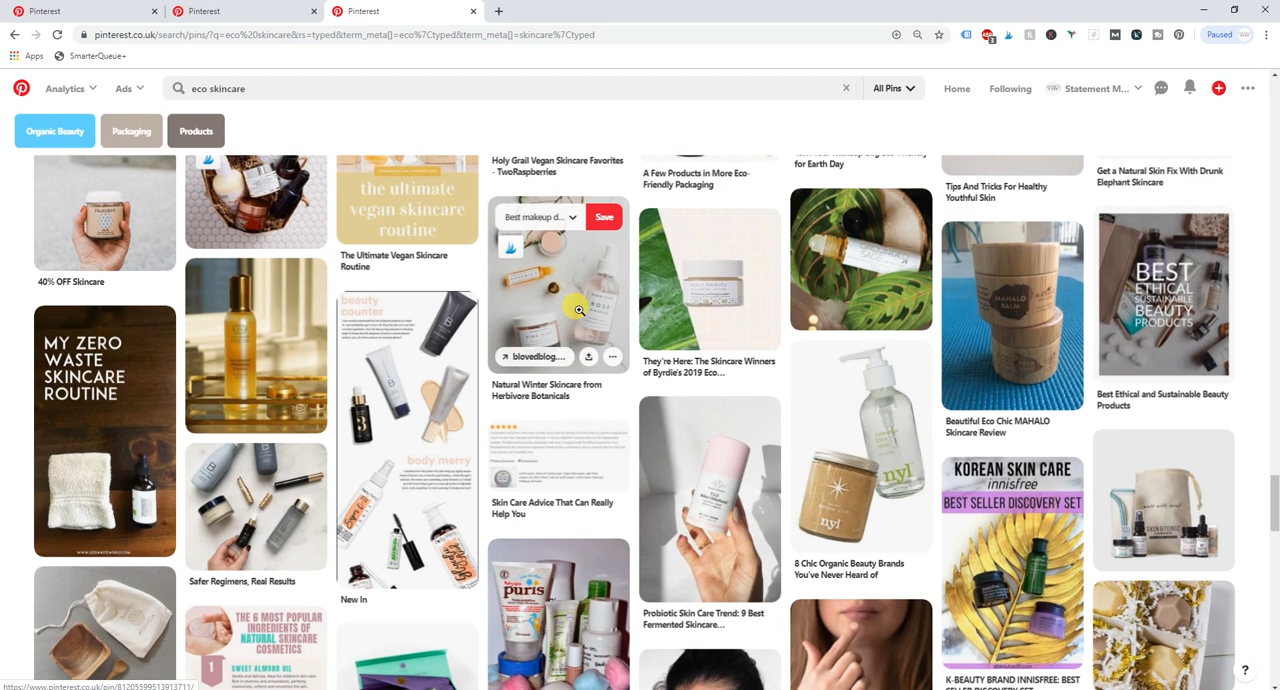 Pinterest
Pinterest
Pinterest
pinterest.co.uk/search/pins/?q=eco%20skincare&rs=typed&term_meta[]=eco%7Ctyped&term_meta[]=skincare%7Ctyped
Paused
Apps
SmarterQueue+
Analytics
Ads
eco skincare
All Pins
Home
Following
Statement M...
Organic Beauty
Packaging
Products
40% OFF Skincare
MY ZERO
WASTE
SKINCARE
ROUTINE
Safer Regimens, Real Results
THE 6 MOST POPULAR
INGREDIENTS OF
NATURAL SKINCARE
COSMETICS
1
SWEET ALMOND OIL
the ultimate
vegan skincare
routine
The Ultimate Vegan Skincare
Routine
beauty
counter
body merry
New In
Holy Grail Vegan Skincare Favorites
- TwoRaspberries
Best makeup d...
Save
ROSE
blovedblog....
Natural Winter Skincare from
Herbivore Botanicals
Skin Care Advice That Can Really
Help You
puris
A Few Products in More Eco-
Friendly Packaging
They're Here: The Skincare Winners
of Byrdie's 2019 Eco...
Probiotic Skin Care Trend: 9 Best
Fermented Skincare...
for Earth Day
nyl
nyl
8 Chic Organic Beauty Brands
You've Never Heard of
Tips And Tricks For Healthy
Youthful Skin
MAHALO
BALM
Beautiful Eco Chic MAHALO
Skincare Review
KOREAN SKIN CARE
innisfree
BEST SELLER DISCOVERY SET
K-BEAUTY BRAND INNISFREE: BEST
Get a Natural Skin Fix With Drunk
Elephant Skincare
BEST
ETHICAL
SUSTAINABLE
BEAUTY
PRODUCTS
Best Ethical and Sustainable Beauty
Products
SKIN&TONIC
LONDON
?
https://www.pinterest.co.uk/pin/812055995139137​11/